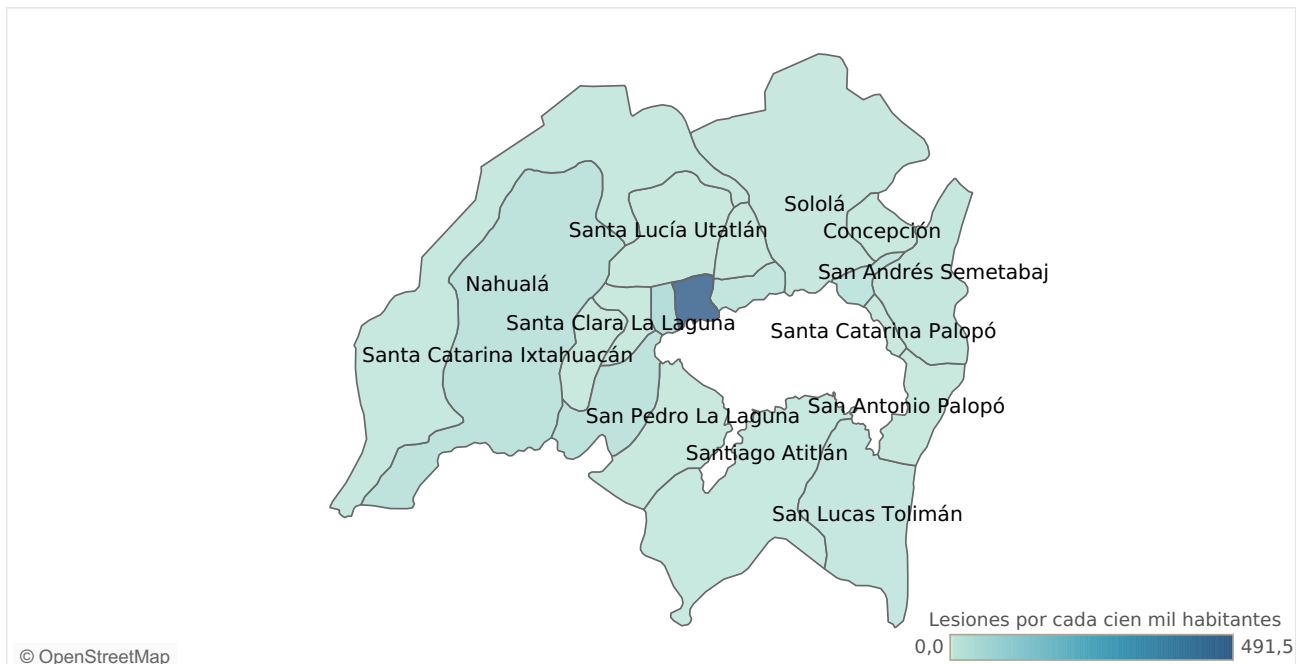 Sololá
Santa Lucía Utatlán
Concepción
San Andrés Semetabaj
Nahualá
Santa Clara La Laguna
Santa Catarina Palopó
Santa Catarina Ixtahuacán
San Antonio Palopó
San Pedro La Laguna
Santiago Atitlán
San Lucas Tolimán
Lesiones por cada cien mil habitantes
0,0 491,5
© OpenStreetMap